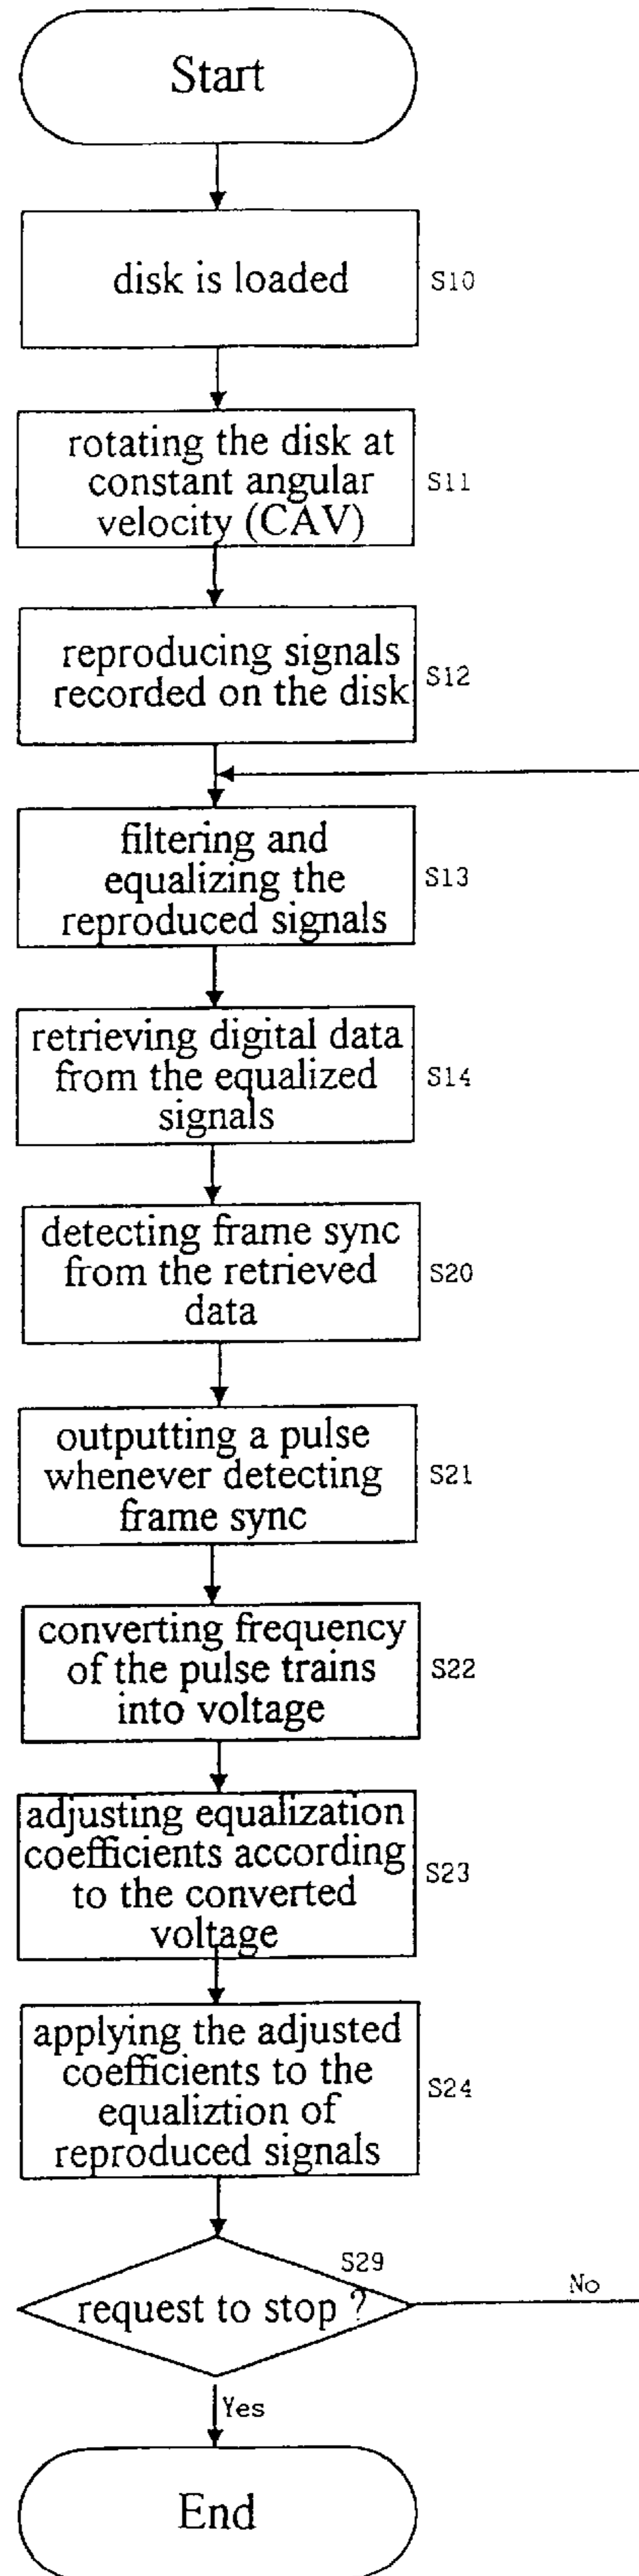 Start
disk is loaded
S10
rotating the disk at
constant angular
velocity (CAV)
S11
reproducing signals
recorded on the disk
S12
filtering and
equalizing the
reproduced signals
S13
retrieving digital data
from the equalized
signals
S14
detecting frame sync
from the retrieved
data
S20
outputting a pulse
whenever detecting
frame sync
S21
converting frequency
of the pulse trains
into voltage
S22
adjusting equalization
coefficients according
to the converted
voltage
S23
applying the adjusted
coefficients to the
equaliztion of
reproduced signals
S24
S29
request to stop ?
No
Yes
End